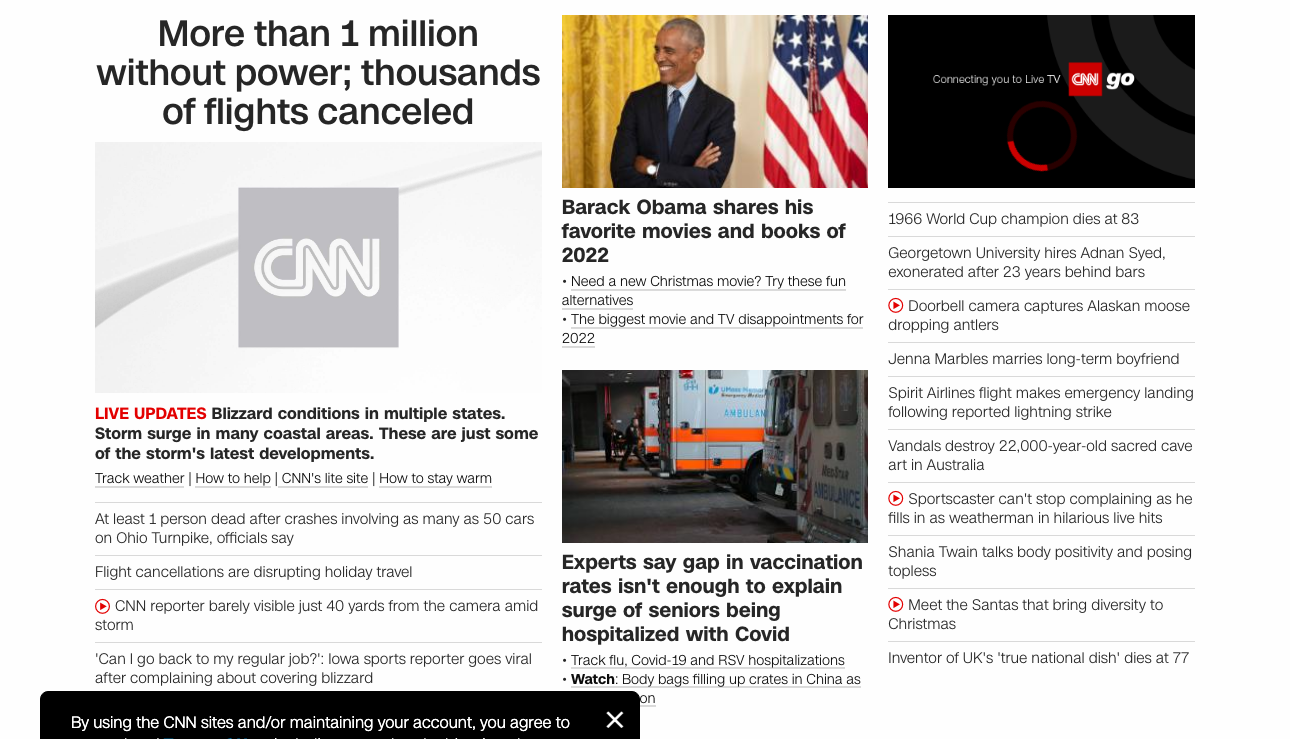 More than 1 million
without power; thousands
of flights canceled
CNN
LIVE UPDATES Blizzard conditions in multiple states.
Storm surge in many coastal areas. These are just some
of the storm's latest developments.
Track weather | How to help | CNN's lite site | How to stay warm
At least 1 person dead after crashes involving as many as 50 cars
on Ohio Turnpike, officials say
Flight cancellations are disrupting holiday travel
CNN reporter barely visible just 40 yards from the camera amid
storm
'Can I go back to my regular job?': Iowa sports reporter goes viral
after complaining about covering blizzard
Barack Obama shares his
favorite movies and books of
2022
• Need a new Christmas movie? Try these fun
alternatives
• The biggest movie and TV disappointments for
2022
UMass Memorial
Emergency Medical
AMBULAN
AMBULANCE
Experts say gap in vaccination
rates isn't enough to explain
surge of seniors being
hospitalized with Covid
• Track flu, Covid-19 and RSV hospitalizations
• Watch: Body bags filling up crates in China as
on
Connecting you to Live TV CNN go
1966 World Cup champion dies at 83
Georgetown University hires Adnan Syed,
exonerated after 23 years behind bars
Doorbell camera captures Alaskan moose
dropping antlers
Jenna Marbles marries long-term boyfriend
Spirit Airlines flight makes emergency landing
following reported lightning strike
Vandals destroy 22,000-year-old sacred cave
art in Australia
Sportscaster can't stop complaining as he
fills in as weatherman in hilarious live hits
Shania Twain talks body positivity and posing
topless
Meet the Santas that bring diversity to
Christmas
Inventor of UK's 'true national dish' dies at 77
By using the CNN sites and/or maintaining your account, you agree to